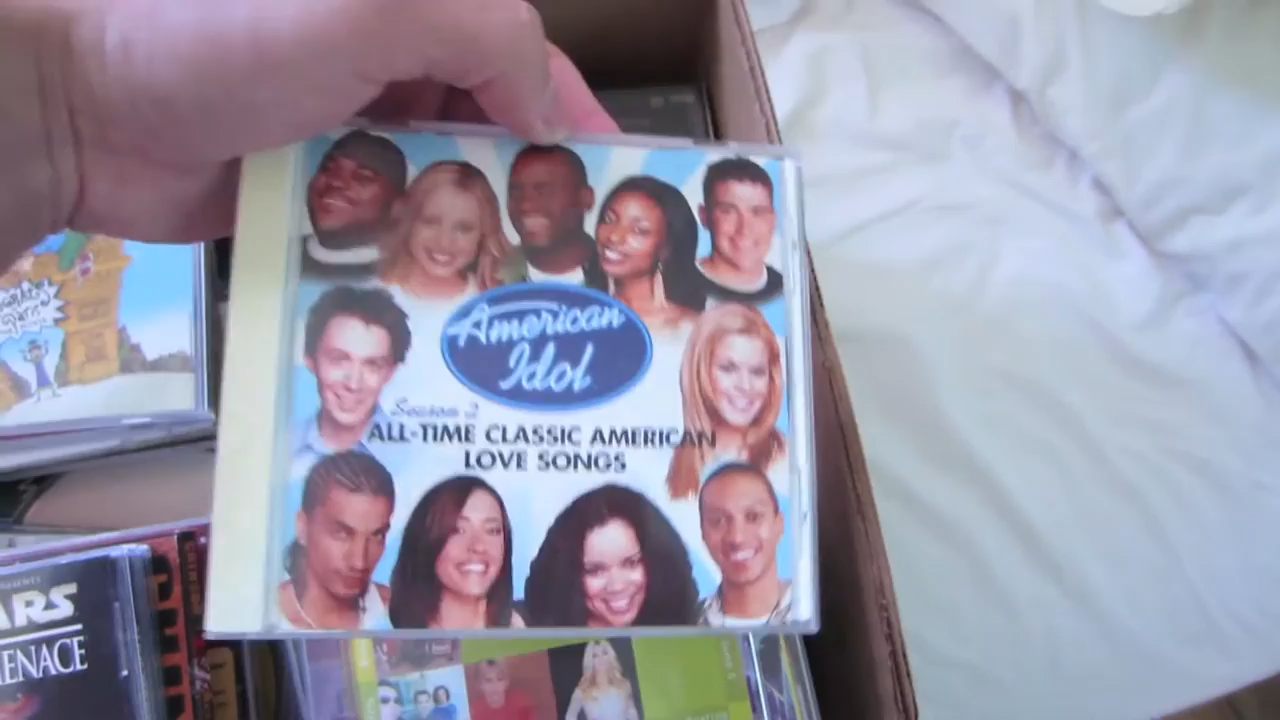 American
Idol
Season 2
ALL-TIME CLASSIC AMERICAN
LOVE SONGS
ARS
ENACE